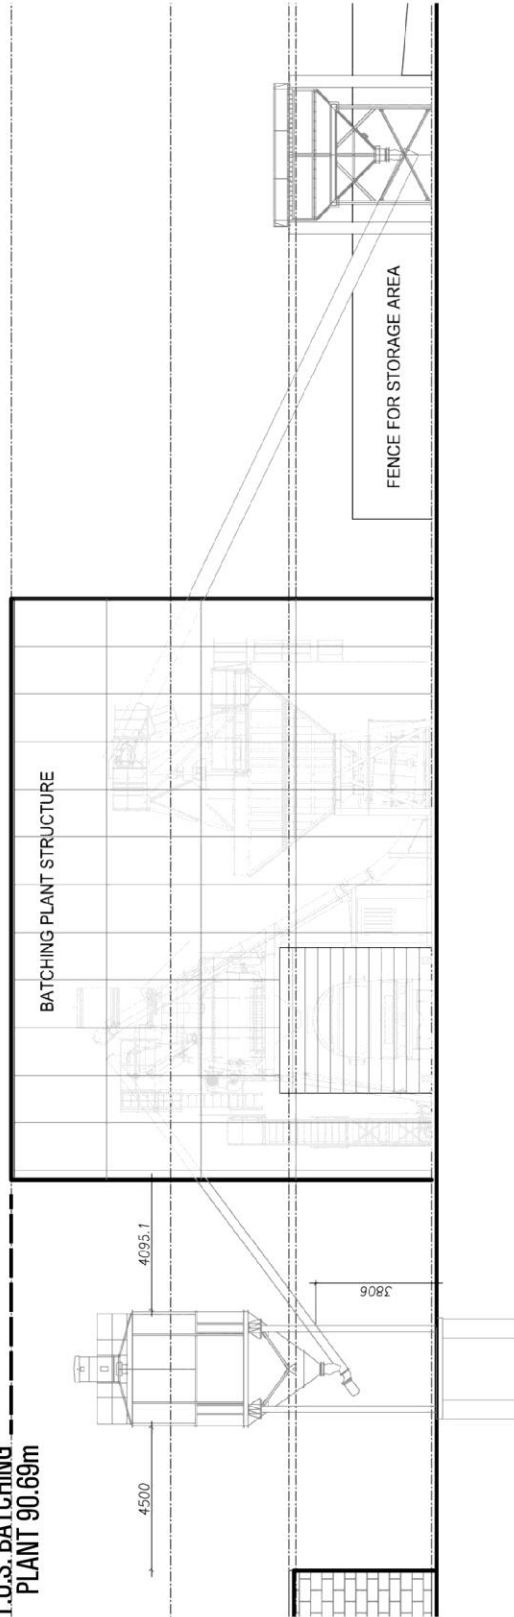 T.O.S. BATCHING
PLANT 90.69m
4500
4095.1
3806
BATCHING PLANT STRUCTURE
FENCE FOR STORAGE AREA